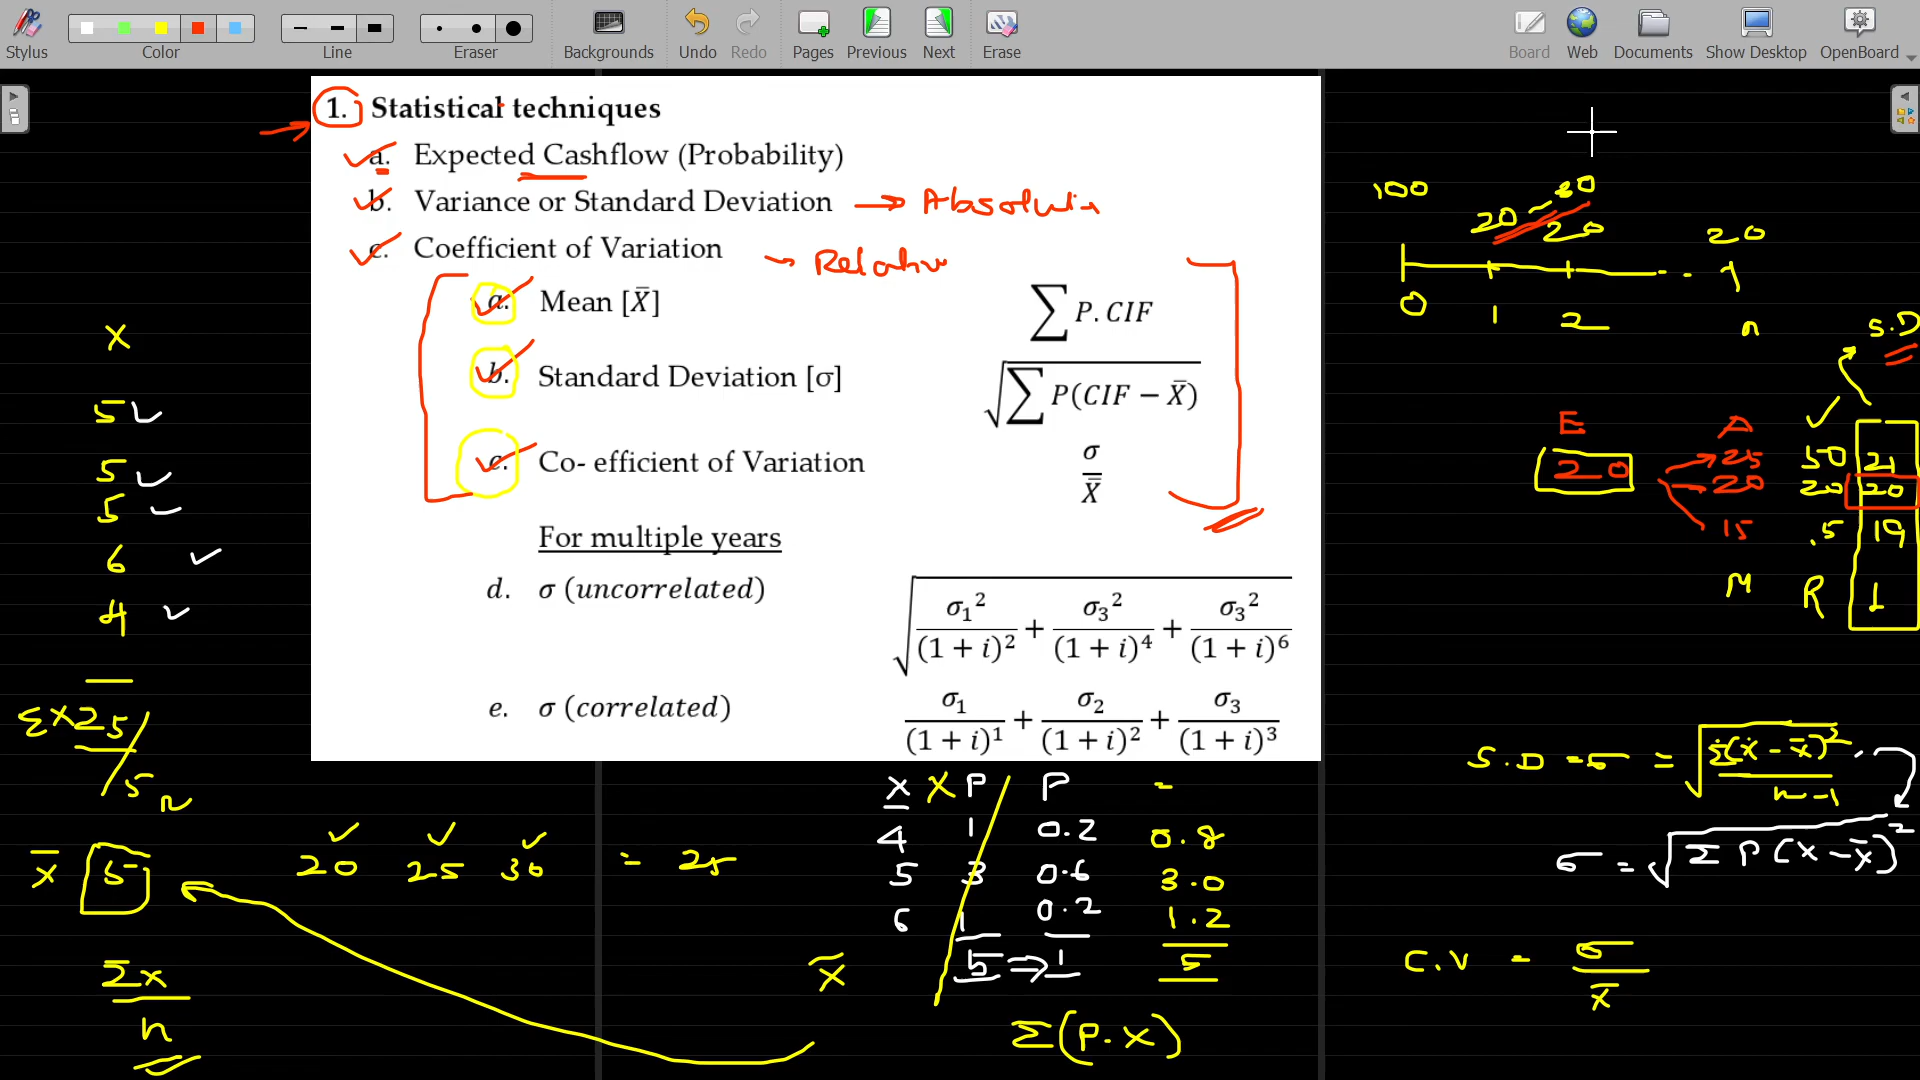 Stylus Color Line Eraser Backgrounds Undo Redo Pages Previous Next Erase Board Web Documents Show Desktop OpenBoard
1. Statistical techniques
a. Expected Cashflow (Probability)
b. Variance or Standard Deviation → Absolute
c. Coefficient of Variation → Relative
a. Mean [X̄] ∑ P.CIF
b. Standard Deviation [σ] √∑ P(CIF − X̄)
c. Co- efficient of Variation σ/X̄
For multiple years
d. σ (uncorrelated) √σ₁²/(1 + i)² + σ₃²/(1 + i)⁴ + σ₃²/(1 + i)⁶
e. σ (correlated) σ₁/(1 + i)¹ + σ₂/(1 + i)² + σ₃/(1 + i)³
X
5
5
5
6
4
ΣX 25
/5 n
x̄ 5
Σx
n
20 25 30 = 25
X X P P =
4 1 0.2 0.8
5 3 0.6 3.0
6 1 0.2 1.2
x̄ 5 ⇒ 1 5
Σ(P.X)
100
20 20 20
0 1 2 n
S.D
E A
20 25 50 21
20 20 20
15 .5 19
M R 1
S.D = σ = √Σ(x − x̄)²
n-1
σ = √Σ P(x − x̄)²
C.V = σ
x̄